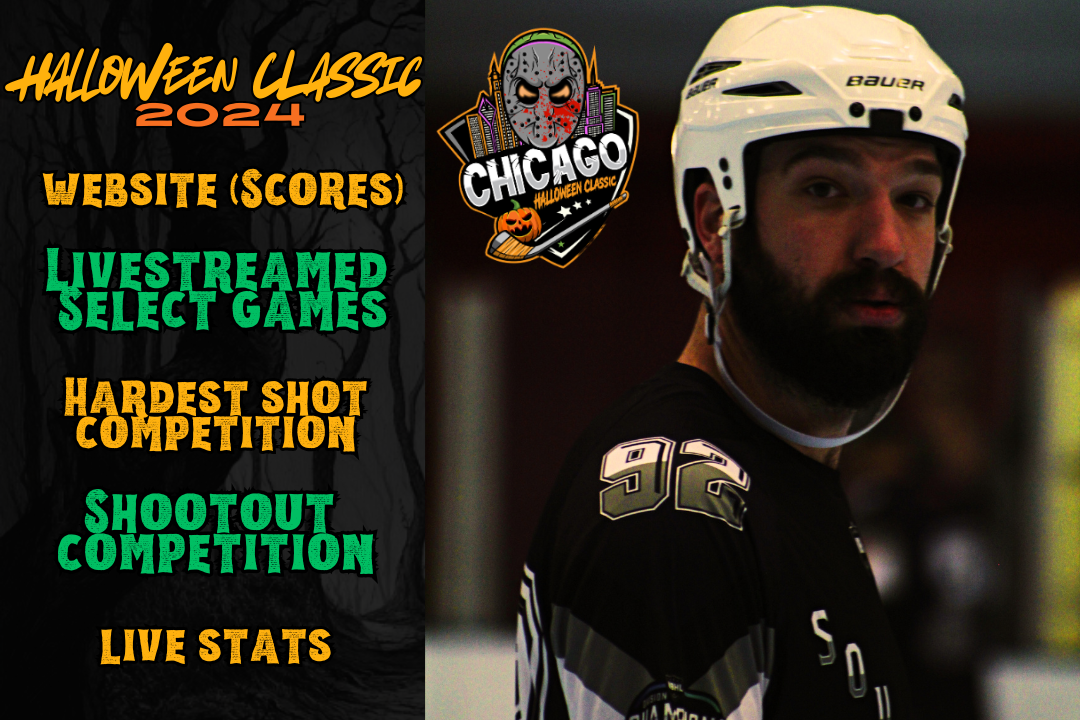 HALLOWEEN CLASSIC
2024
WEBSITE (SCORES)
LIVESTREAMED
SELECT GAMES
HARDEST SHOT
COMPETITION
SHOOTOUT
COMPETITION
LIVE STATS
CHICAGO
HALLOWEEN CLASSIC
BAUER
BAUER
92
SOU